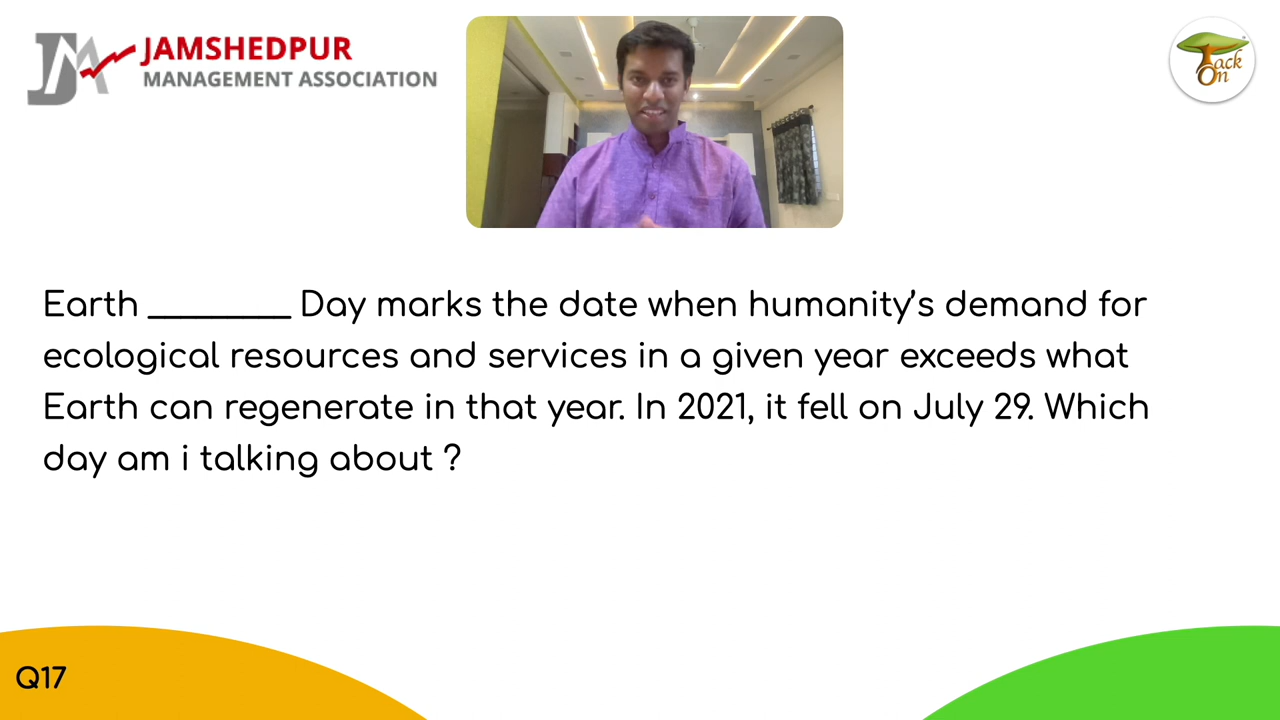 JAMSHEDPUR
MANAGEMENT ASSOCIATION
Tack
On
Earth _________ Day marks the date when humanity’s demand for
ecological resources and services in a given year exceeds what
Earth can regenerate in that year. In 2021, it fell on July 29. Which
day am i talking about ?
Q17